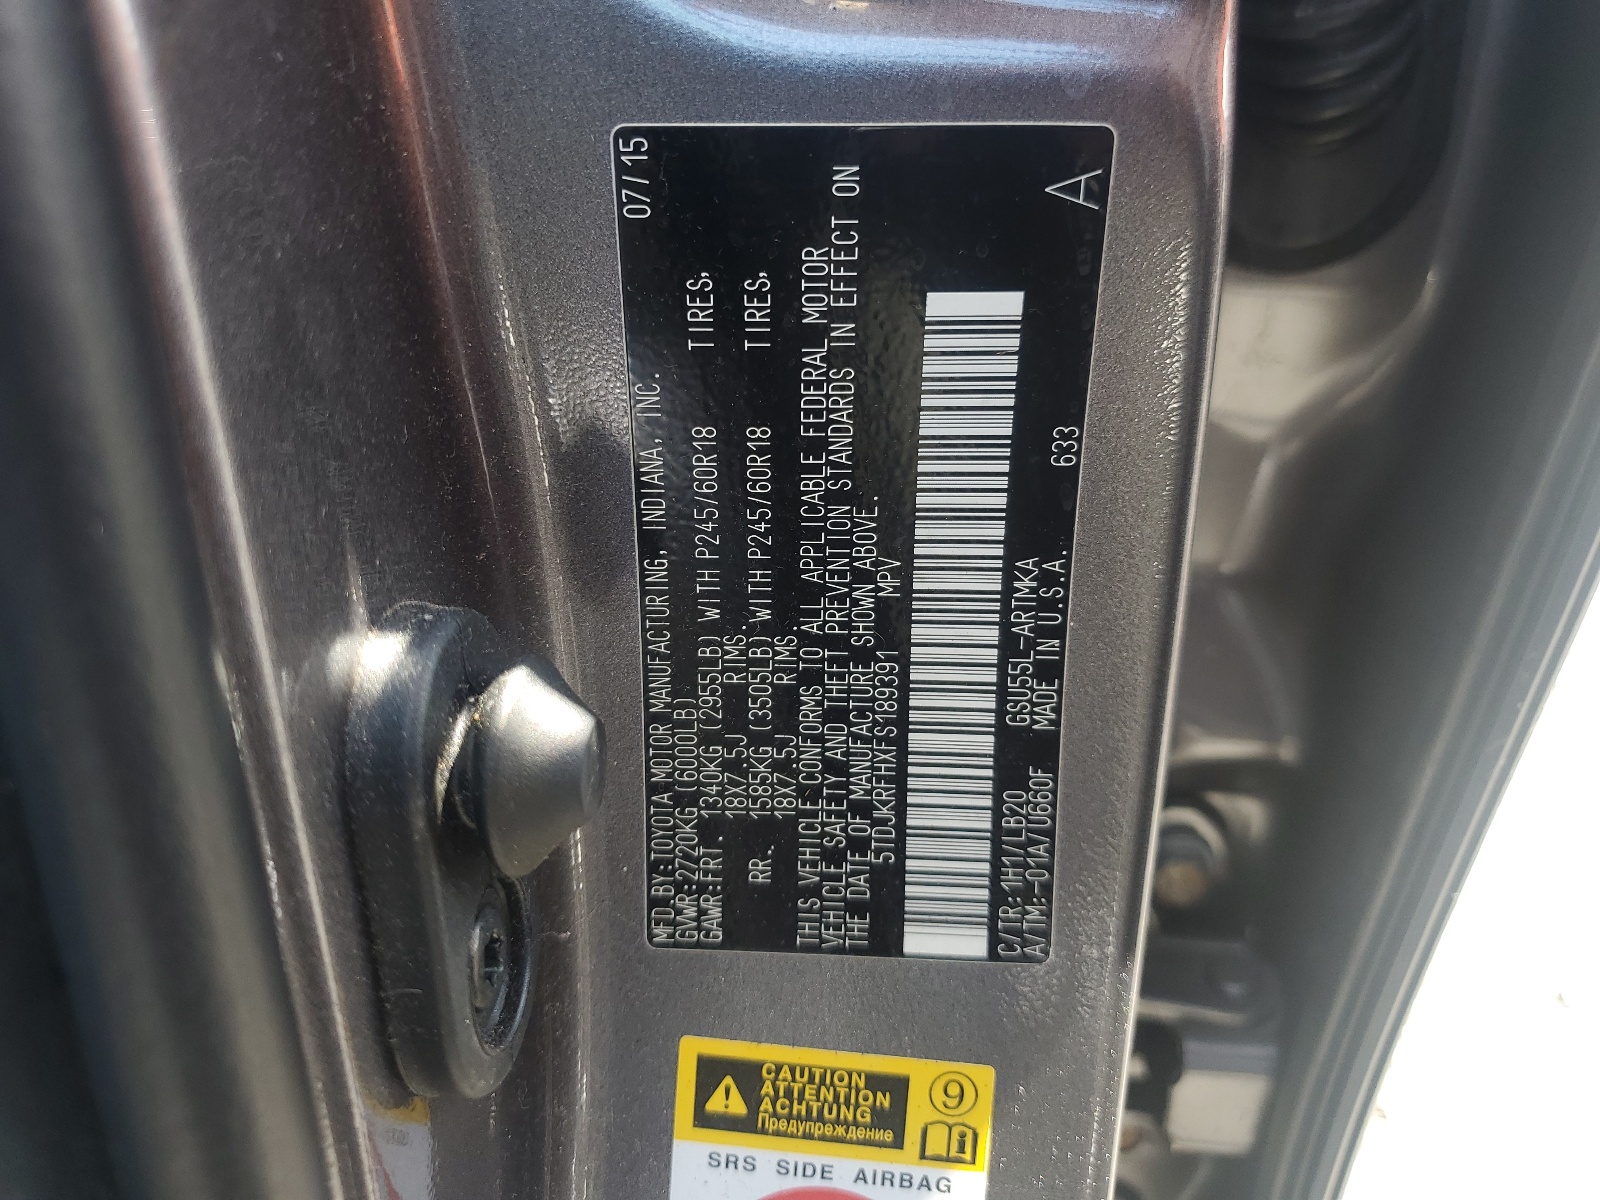 MFD.BY:TOYOTA MOTOR MANUFACTURING, INDIANA, INC. 07/15
GVWR:2720KG (6000LB)
GAWR:FRT. 1340KG (2955LB) WITH P245/60R18 TIRES,
18X7.5J RIMS.
RR. 1585KG (3505LB) WITH P245/60R18 TIRES,
18X7.5J RIMS.
THIS VEHICLE CONFORMS TO ALL APPLICABLE FEDERAL MOTOR
VEHICLE SAFETY AND THEFT PREVENTION STANDARDS IN EFFECT ON
THE DATE OF MANUFACTURE SHOWN ABOVE.
5TDJKRFHXFS189391 MPV
C/TR:1H1/LB20 GSU55L-ARTMKA 633
A/TM:-01A/U660F MADE IN U.S.A. A
CAUTION
ATTENTION
ACHTUNG
Предупреждение
9
i
SRS SIDE AIRBAG